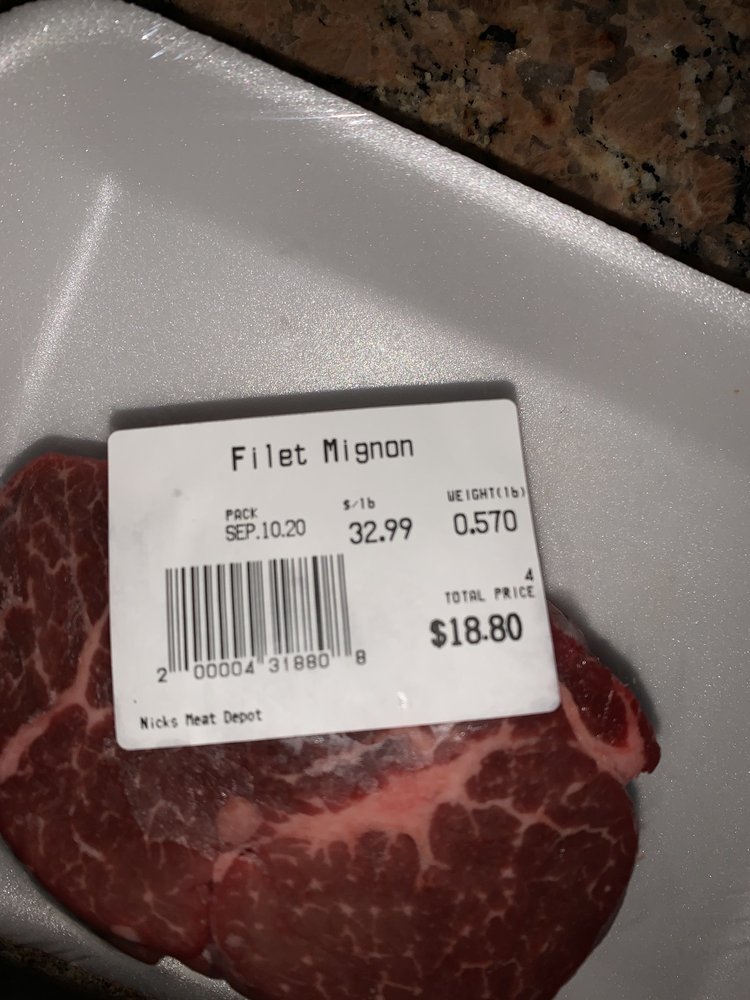 Filet Mignon
PACK $/lb WEIGHT(lb)
SEP.10.20 32.99 0.570
4
TOTAL PRICE
$18.80
2 00004 31880 8
Nicks Meat Depot